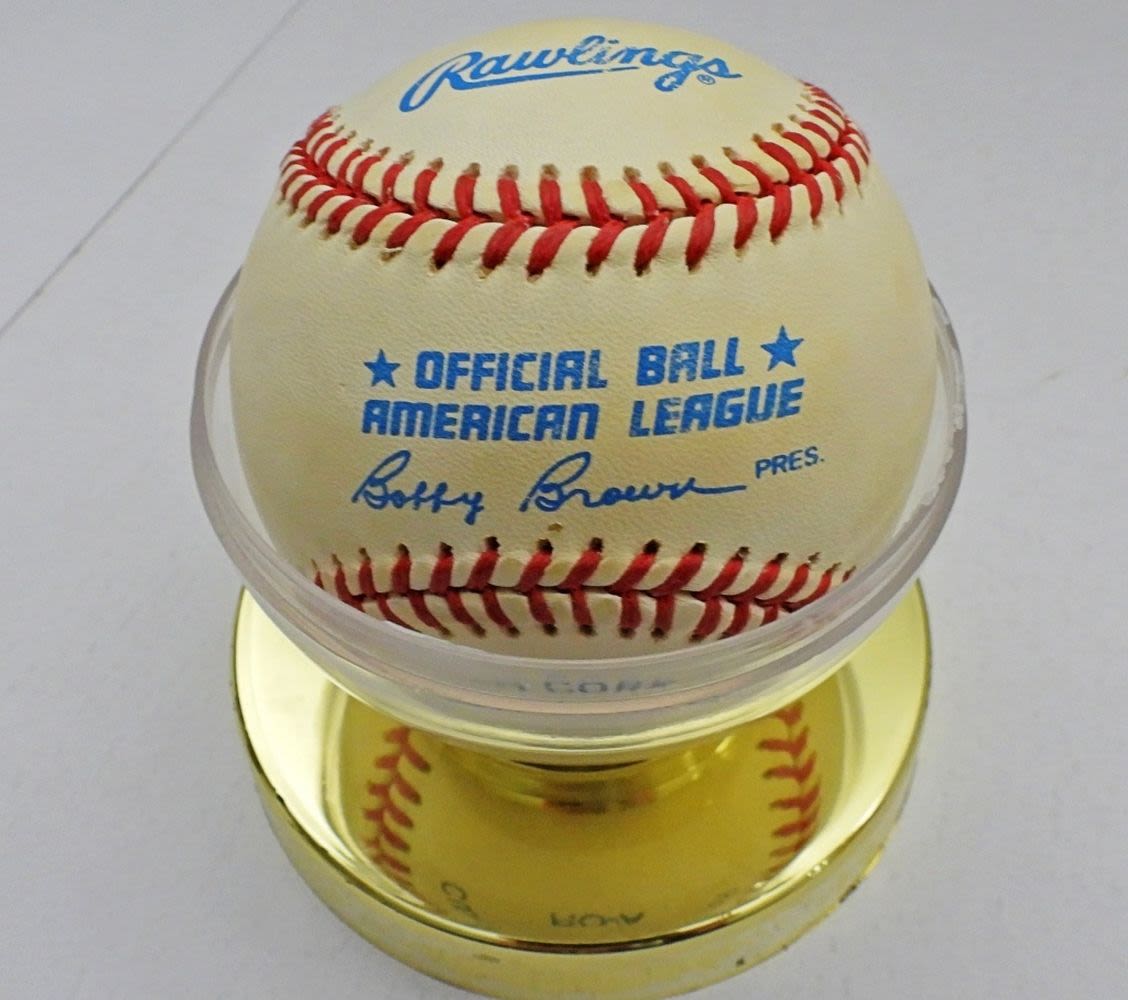 Rawlings®
★ OFFICIAL BALL ★
AMERICAN LEAGUE
Bobby Brown PRES.